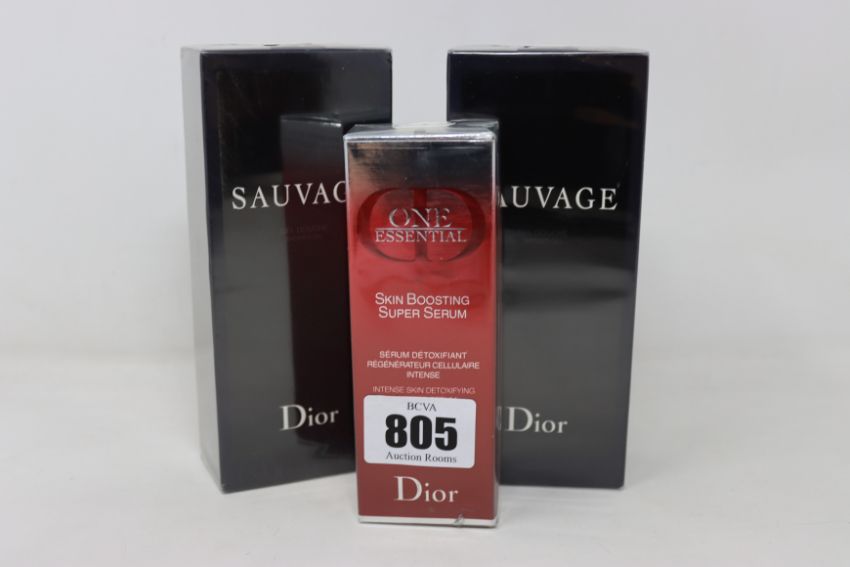 SAUVAG
Dior
CD
ONE
ESSENTIAL
SKIN BOOSTING
SUPER SERUM
SÉRUM DÉTOXIFIANT
RÉGÉNÉRATEUR CELLULAIRE
INTENSE
INTENSE SKIN DETOXIFYING
BCVA
805
Auction Rooms
Dior
AUVAGE
Dior